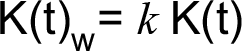 K(t)w = k K(t)